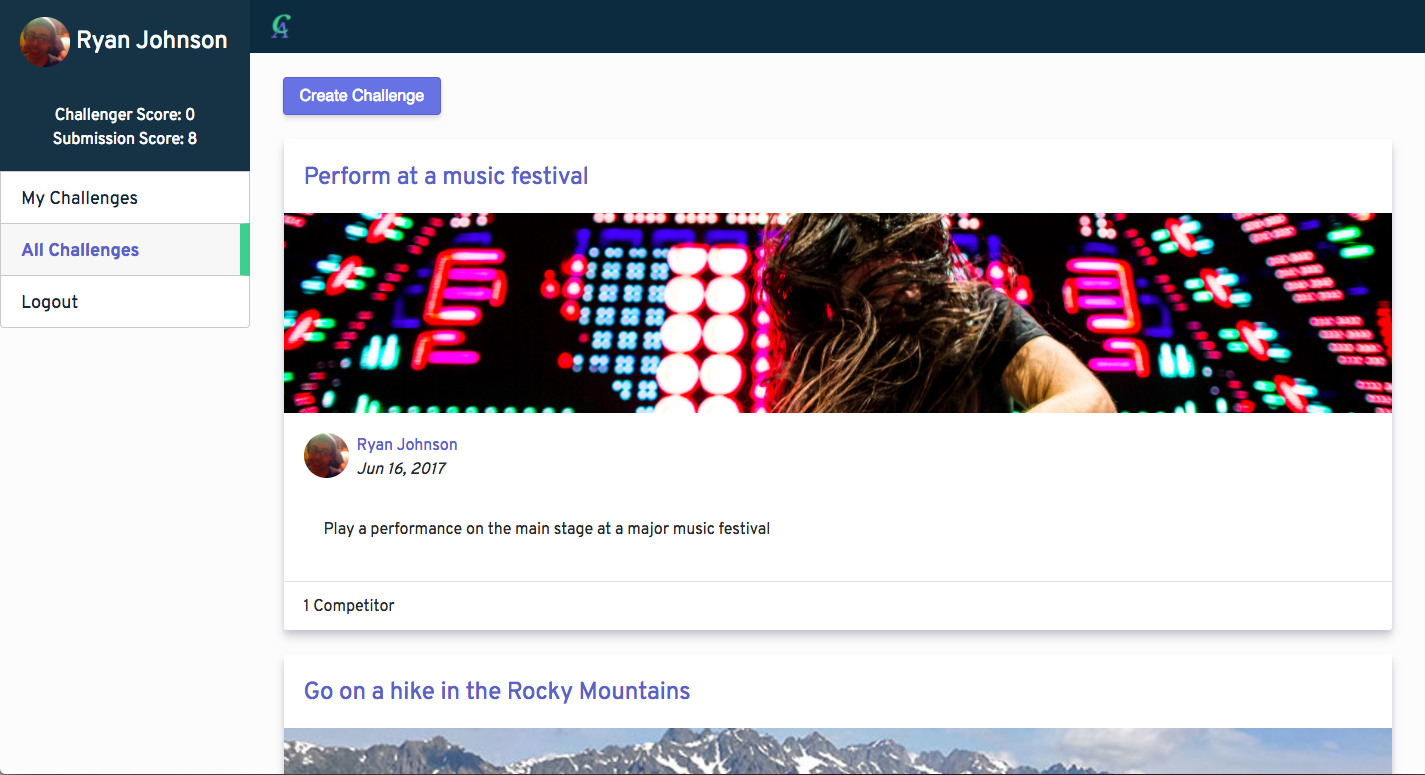 Ryan Johnson
Challenger Score: 0
Submission Score: 8
My Challenges
All Challenges
Logout
CA
Create Challenge
Perform at a music festival
Ryan Johnson
Jun 16, 2017
Play a performance on the main stage at a major music festival
1 Competitor
Go on a hike in the Rocky Mountains